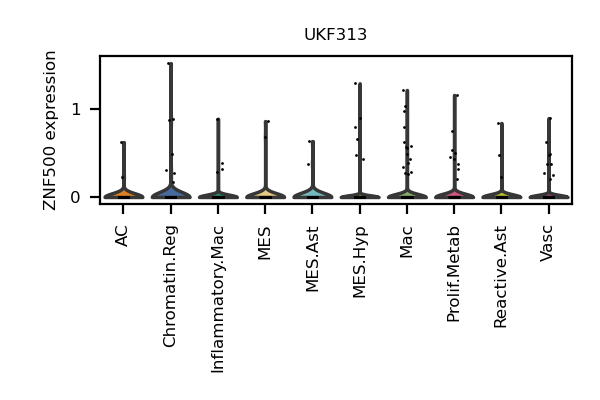 UKF313
ZNF500 expression
1
0
AC
Chromatin.Reg
Inflammatory.Mac
MES
MES.Ast
MES.Hyp
Mac
Prolif.Metab
Reactive.Ast
Vasc